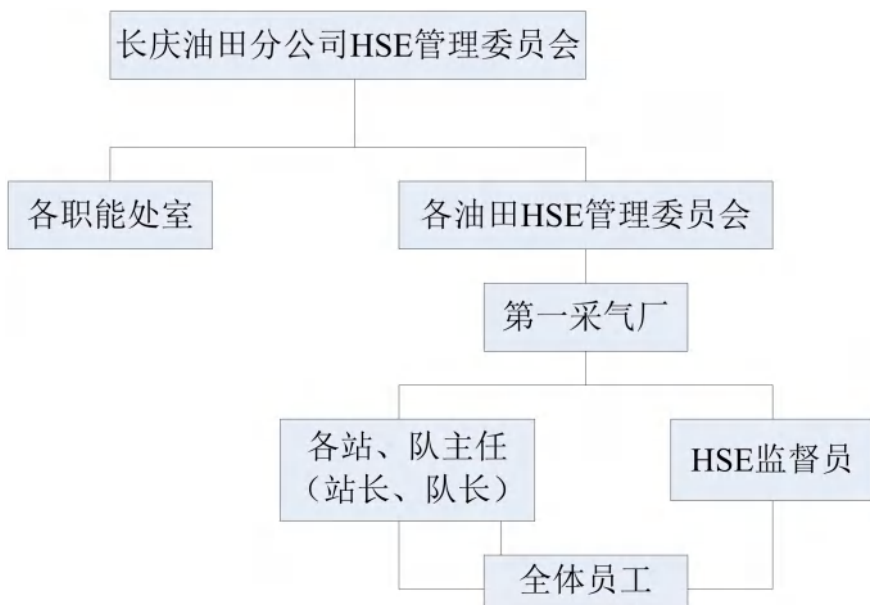 长庆油田分公司HSE管理委员会
各职能处室
各油田HSE管理委员会
第一采气厂
各站、队主任
（站长、队长）
HSE监督员
全体员工